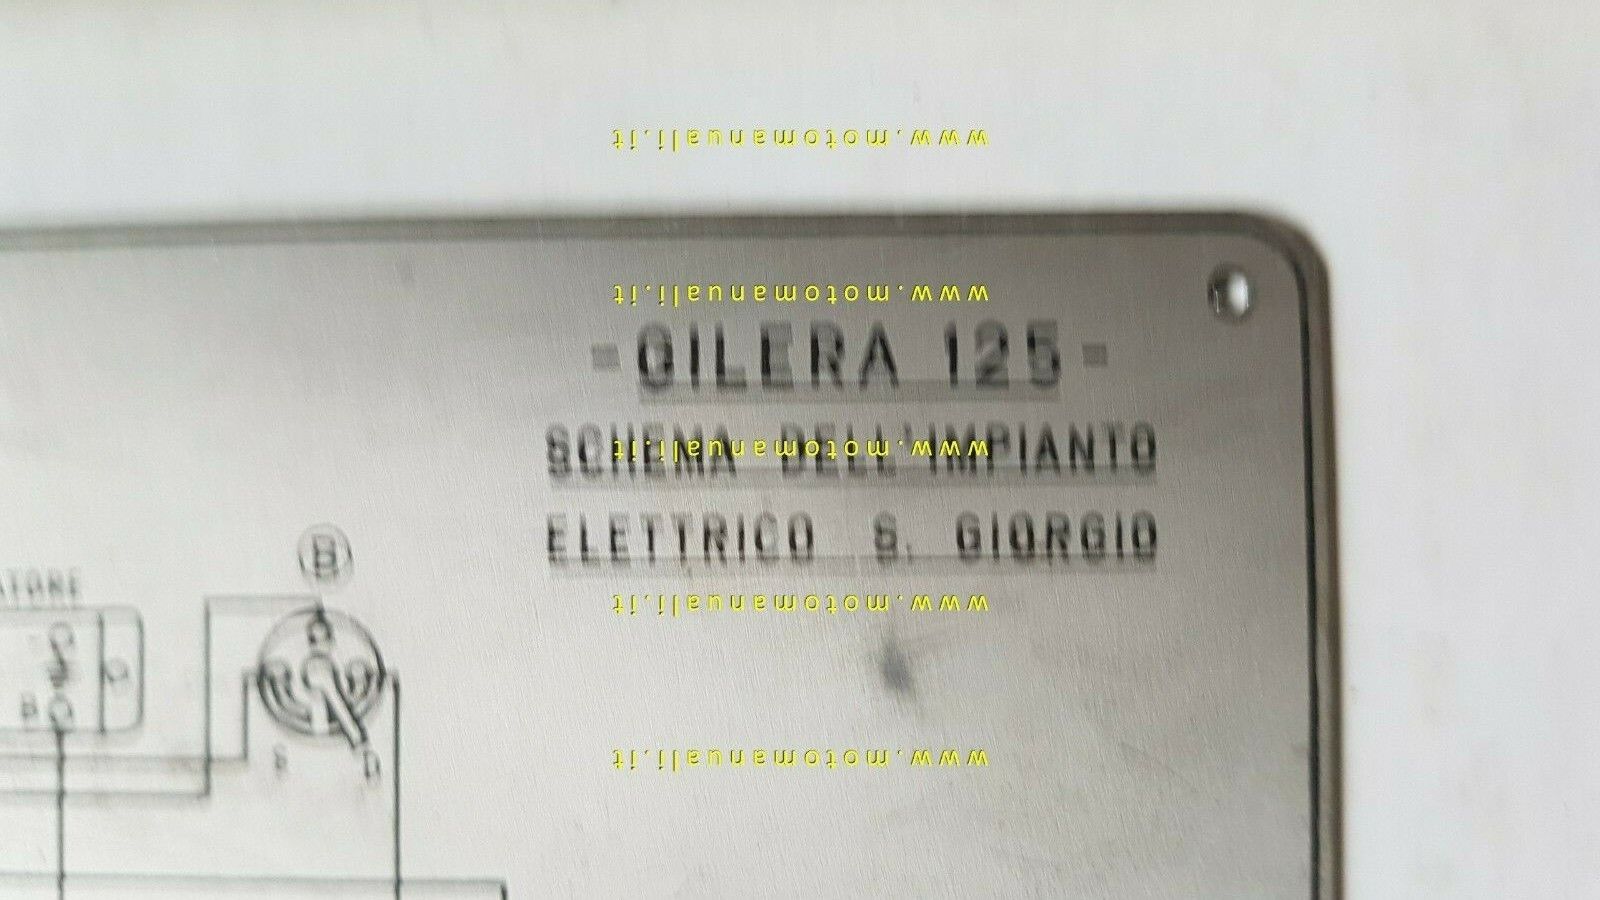 www.motomanuali.it
www.motomanuali.it
- GILERA 125 -
SCHEMA DELL'IMPIANTO
www.motomanuali.it
ELETTRICO S. GIORGIO
B
ATORE
www.motomanuali.it
B
S
D
www.motomanuali.it